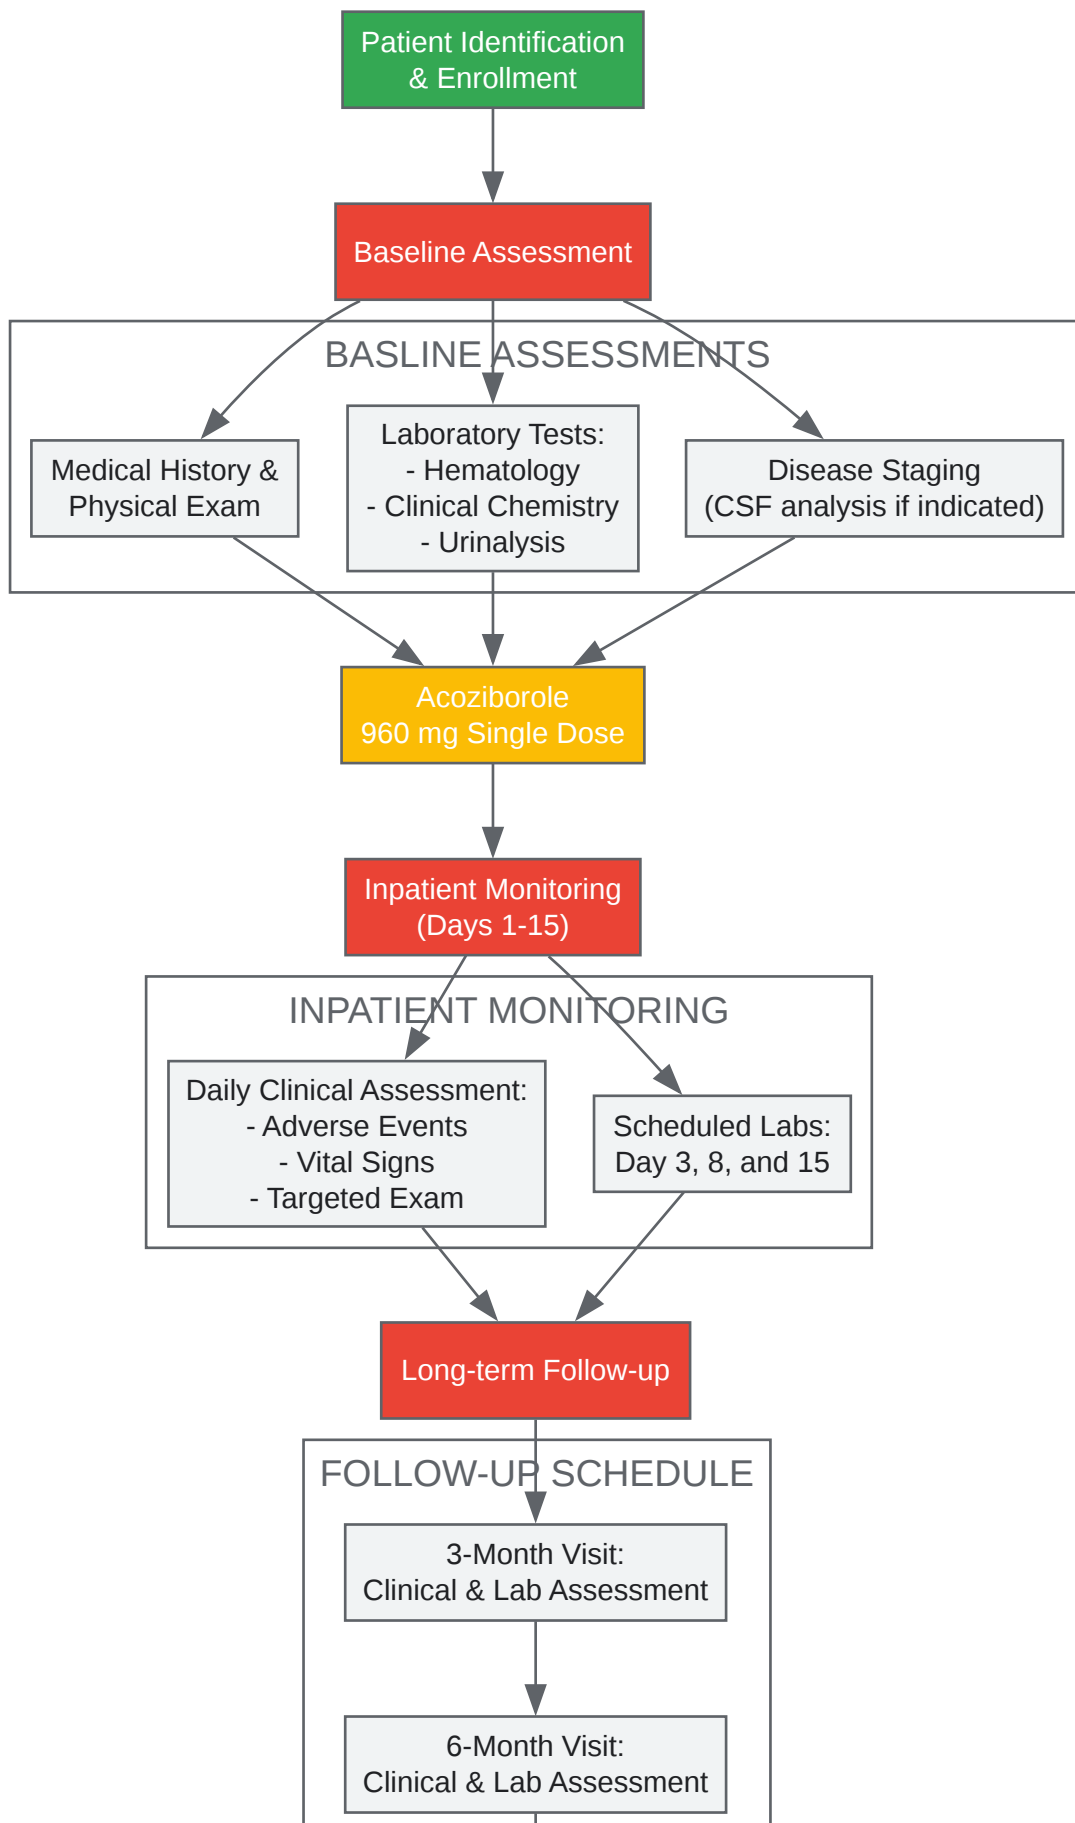 Patient Identification
& Enrollment
Baseline Assessment
BASLINE ASSESSMENTS
Medical History &
Physical Exam
Laboratory Tests:
- Hematology
- Clinical Chemistry
- Urinalysis
Disease Staging
(CSF analysis if indicated)
Acoziborole
960 mg Single Dose
Inpatient Monitoring
(Days 1-15)
INPATIENT MONITORING
Daily Clinical Assessment:
- Adverse Events
- Vital Signs
- Targeted Exam
Scheduled Labs:
Day 3, 8, and 15
Long-term Follow-up
FOLLOW-UP SCHEDULE
3-Month Visit:
Clinical & Lab Assessment
6-Month Visit:
Clinical & Lab Assessment